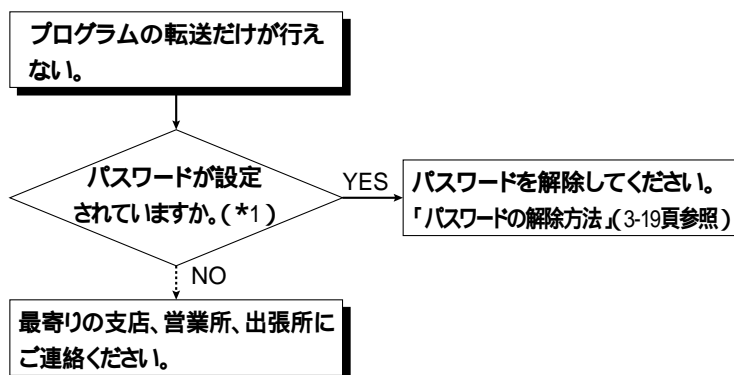 プログラムの転送だけが行え
ない。
パスワードが設定
されていますか。(*1)
YES
パスワードを解除してください。
「パスワードの解除方法」(3-19頁参照)
NO
最寄りの支店、営業所、出張所に
ご連絡ください。